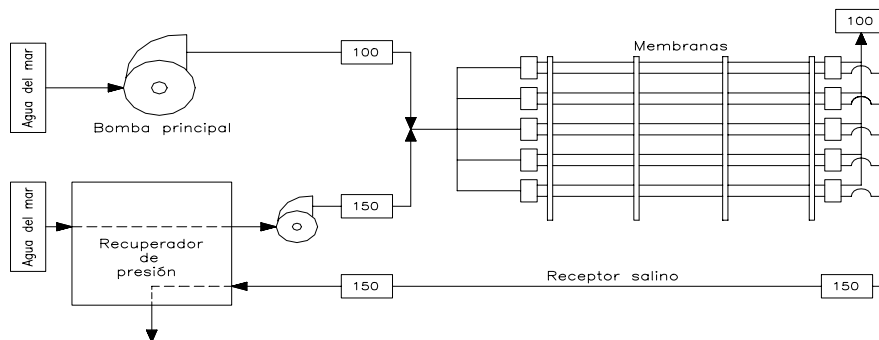 100
100
Membranas
Agua del mar
Bomba principal
150
Agua del mar
Recuperador
de
presión
Receptor salino
150
150